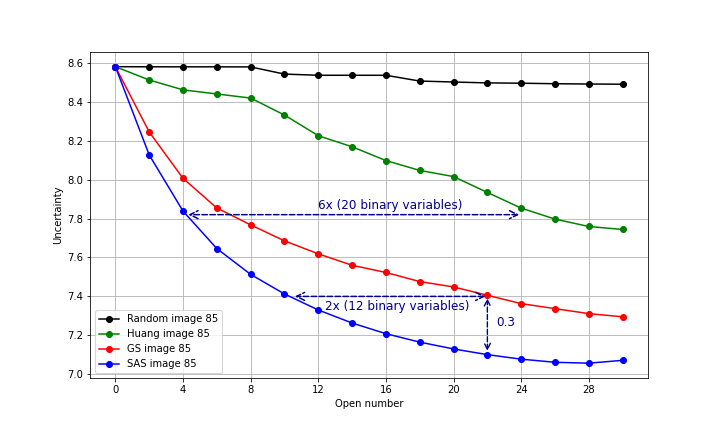 8.6
8.4
8.2
8.0
7.8
7.6
7.4
7.2
7.0
Uncertainty
6x (20 binary variables)
2x (12 binary variables)
0.3
Random image 85
Huang image 85
GS image 85
SAS image 85
0 4 8 12 16 20 24 28
Open number